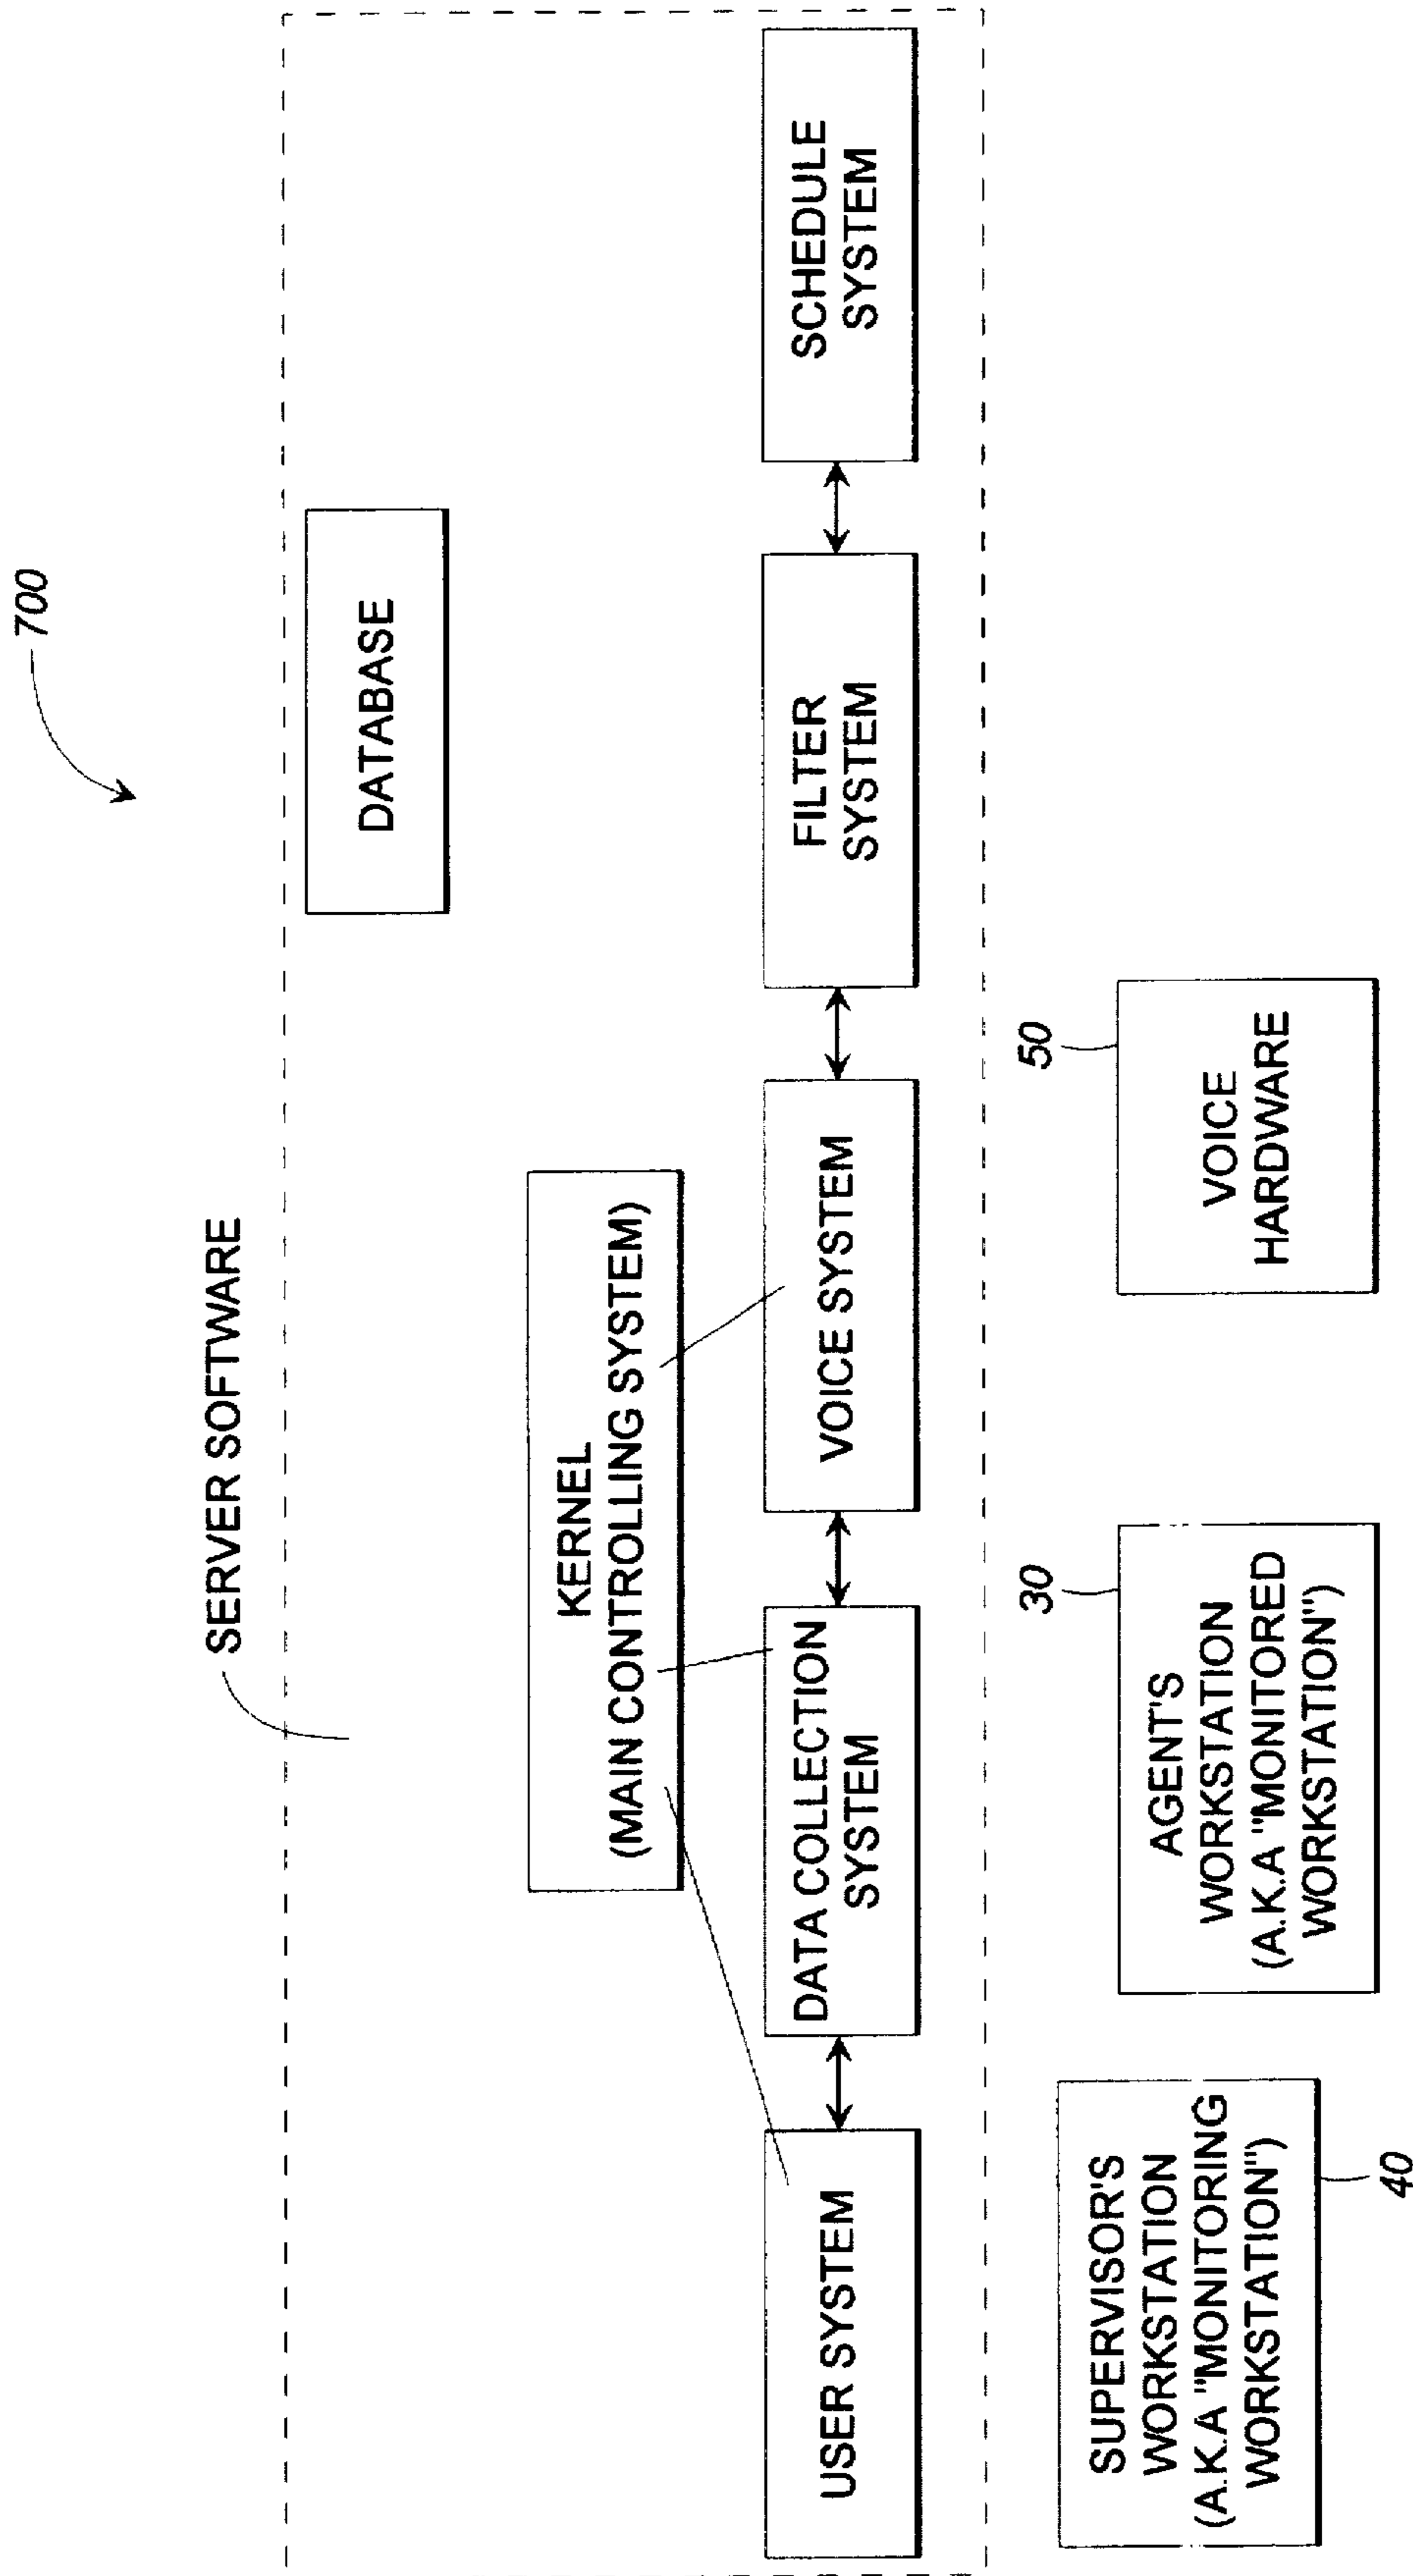 700
SERVER SOFTWARE
DATABASE
KERNEL
(MAIN CONTROLLING SYSTEM)
USER SYSTEM
DATA COLLECTION
SYSTEM
VOICE SYSTEM
FILTER
SYSTEM
SCHEDULE
SYSTEM
SUPERVISOR'S
WORKSTATION
(A.K.A "MONITORING
WORKSTATION")
40
30
AGENT'S
WORKSTATION
(A.K.A "MONITORED
WORKSTATION")
50
VOICE
HARDWARE